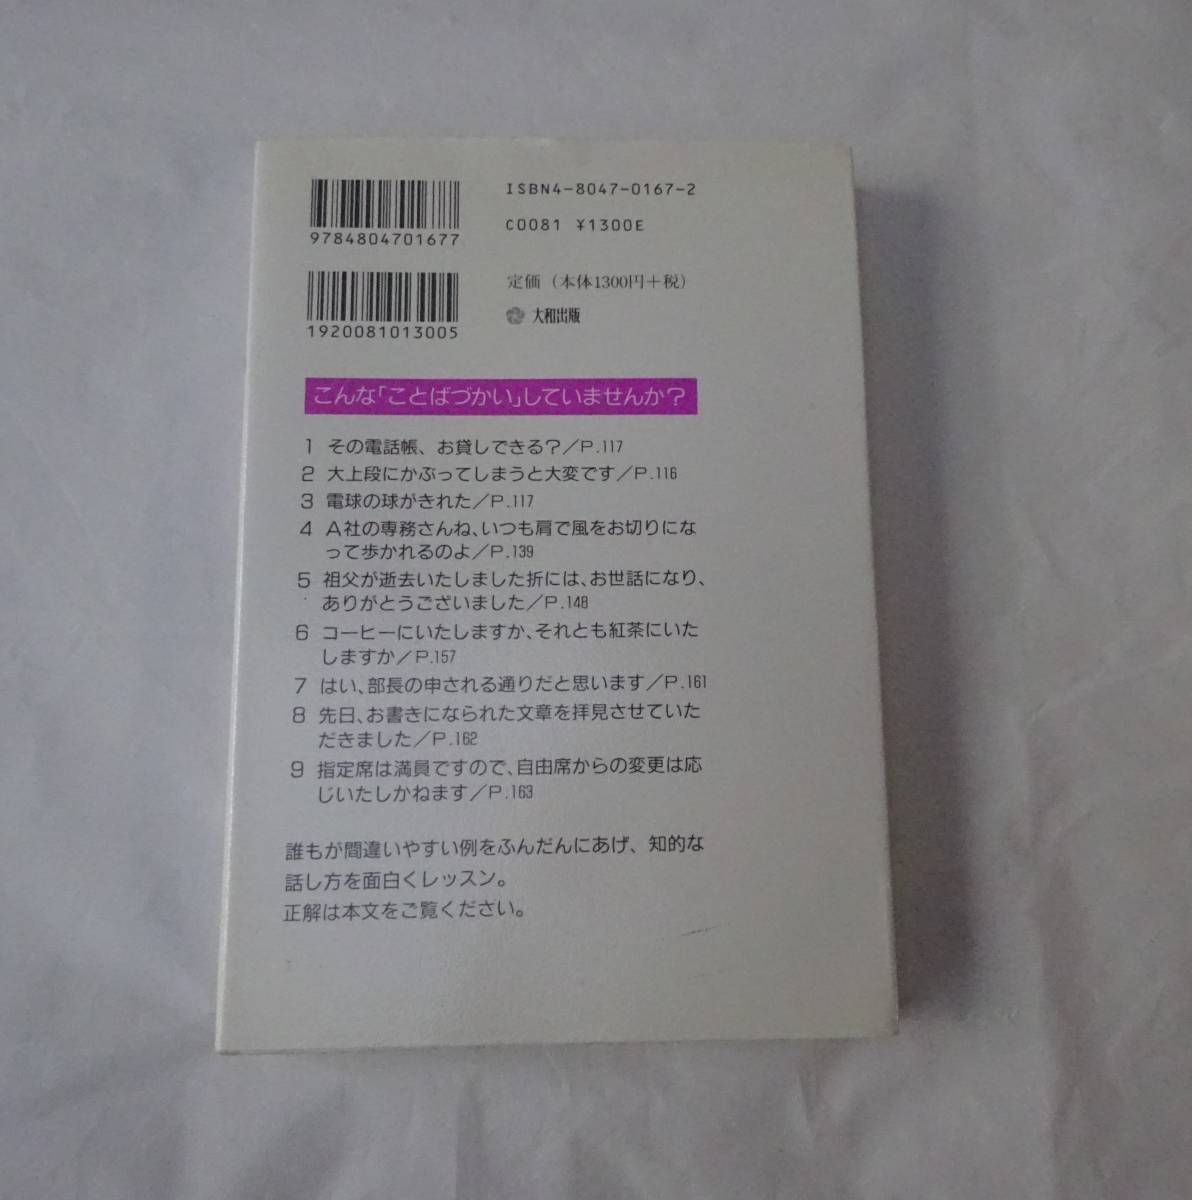 ISBN4-8047-0167-2
9784804701677
C0081 ¥1300E
定価（本体1300円＋税）
大和出版
1920081013005
こんな「ことばづかい」していませんか？
1 その電話帳、お貸しできる？／P.117
2 大上段にかぶってしまうと大変です／P.116
3 電球の球がきれた／P.117
4 A社の専務さんね、いつも肩で風をお切りにな
って歩かれるのよ／P.139
5 祖父が逝去いたしました折には、お世話になり、
ありがとうございました／P.148
6 コーヒーにいたしますか、それとも紅茶にいた
しますか／P.157
7 はい、部長の申される通りだと思います／P.161
8 先日、お書きになられた文章を拝見させていた
だきました／P.162
9 指定席は満員ですので、自由席からの変更は応
じいたしかねます／P.163
誰もが間違いやすい例をふんだんにあげ、知的な
話し方を面白くレッスン。
正解は本文をご覧ください。